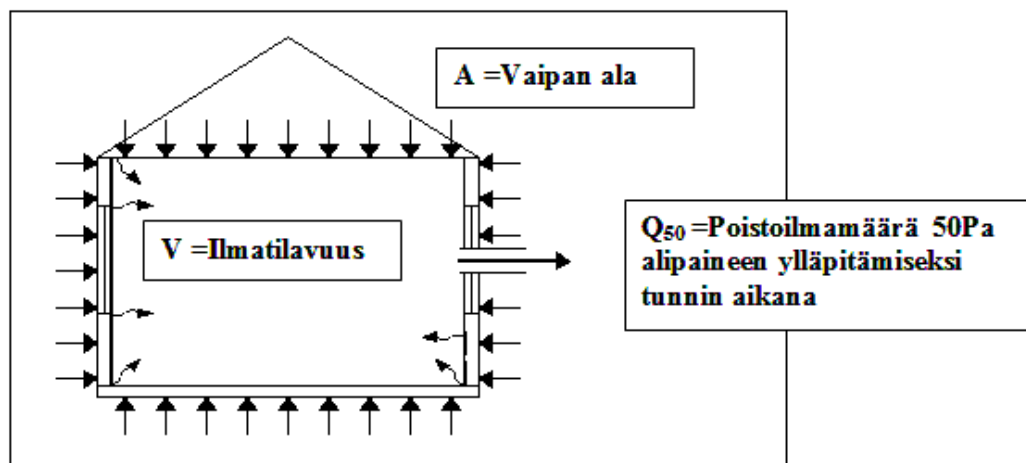 A =Vaipan ala
V =Ilmatilavuus
Q₅₀ =Poistoilmamäärä 50Pa
alipaineen ylläpitämiseksi
tunnin aikana